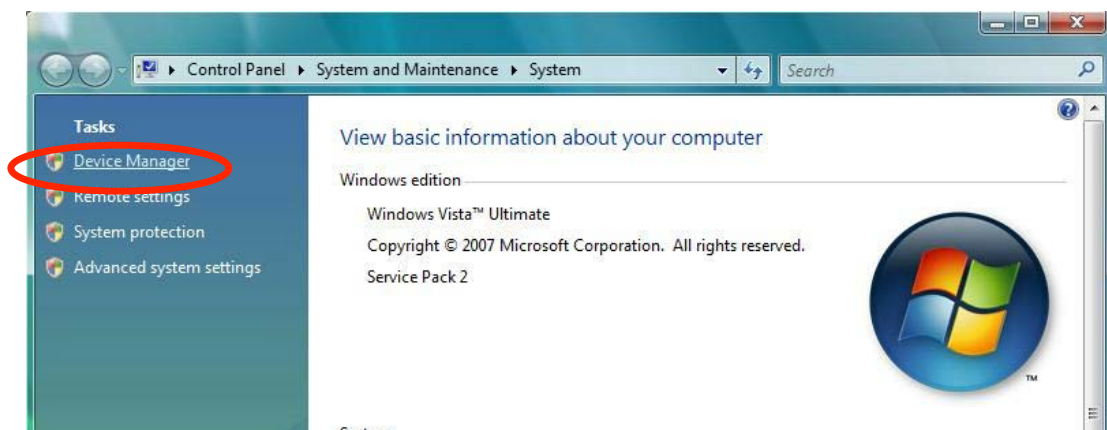 Control Panel ▸ System and Maintenance ▸ System
Search
Tasks
Device Manager
Remote settings
System protection
Advanced system settings
View basic information about your computer
Windows edition
Windows Vista™ Ultimate
Copyright © 2007 Microsoft Corporation. All rights reserved.
Service Pack 2
TM